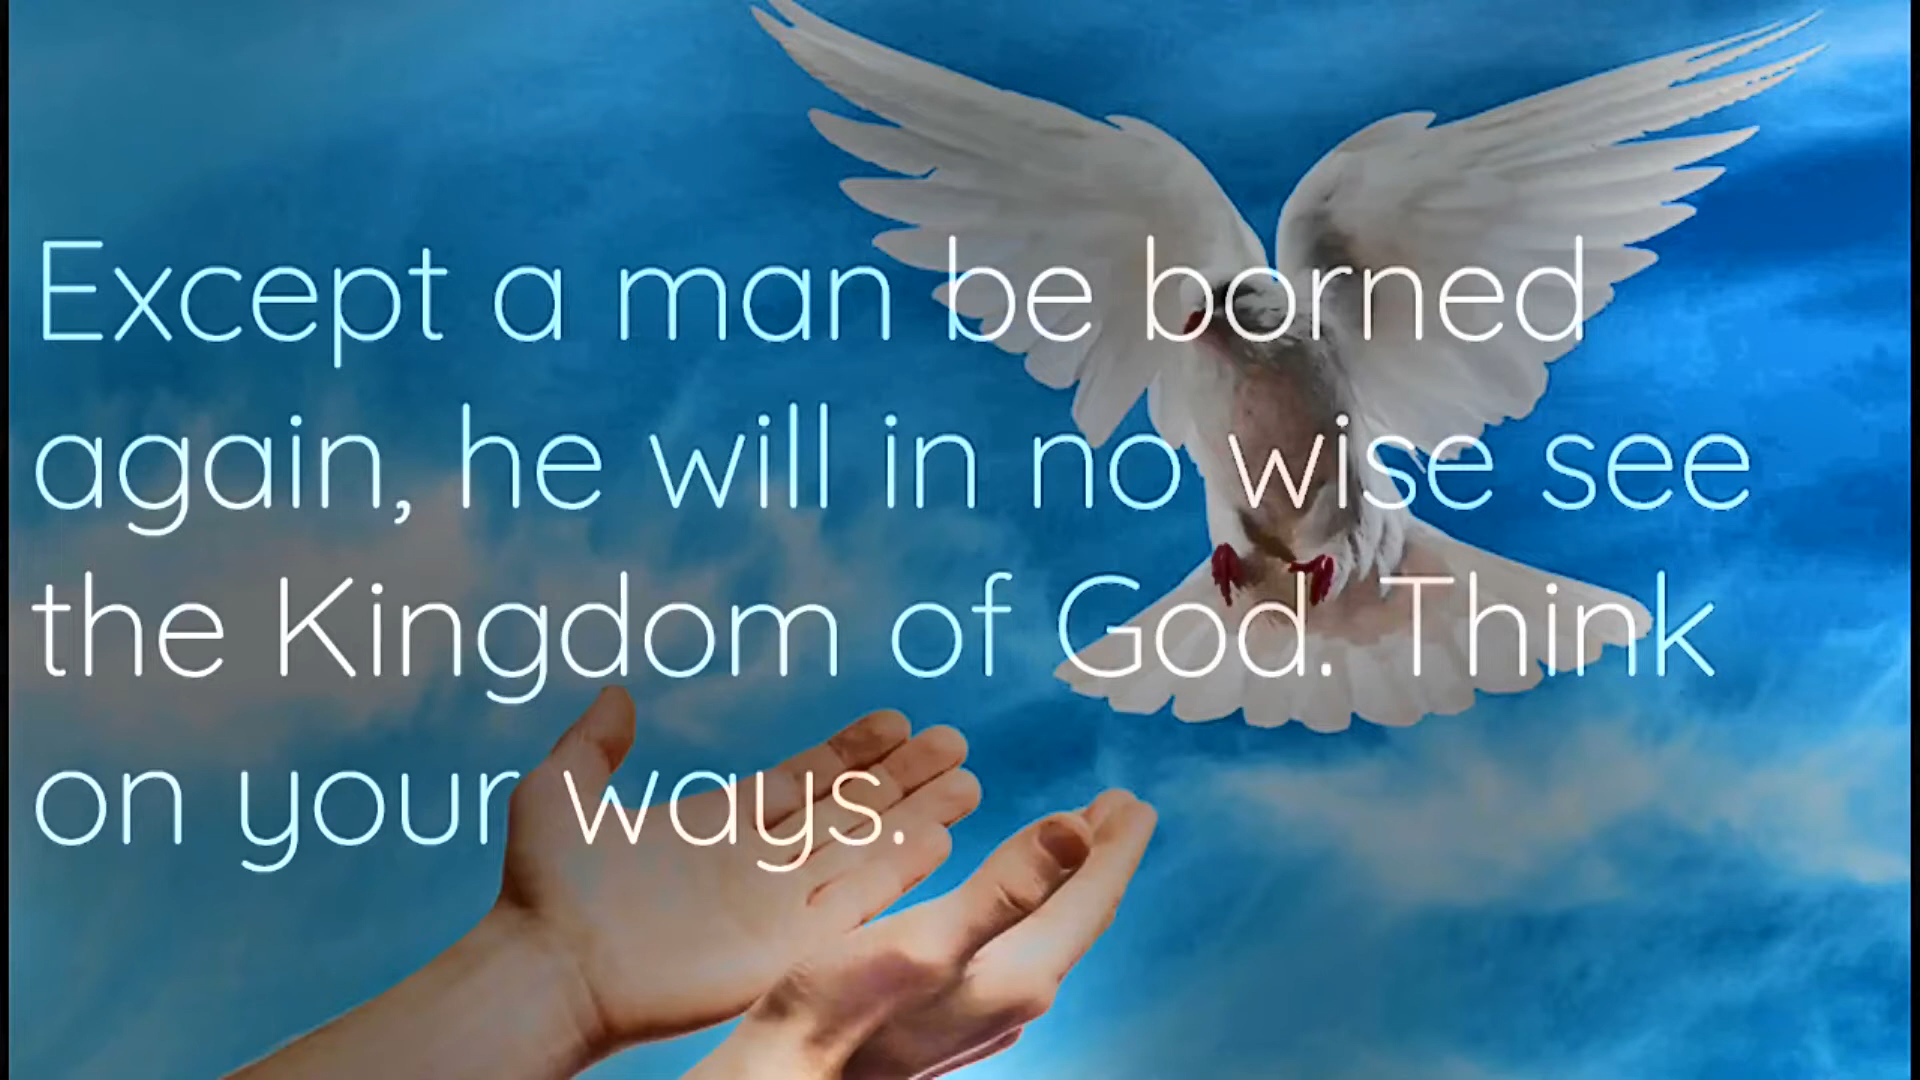 Except a man be borned
again, he will in no wise see
the Kingdom of God. Think
on your ways.